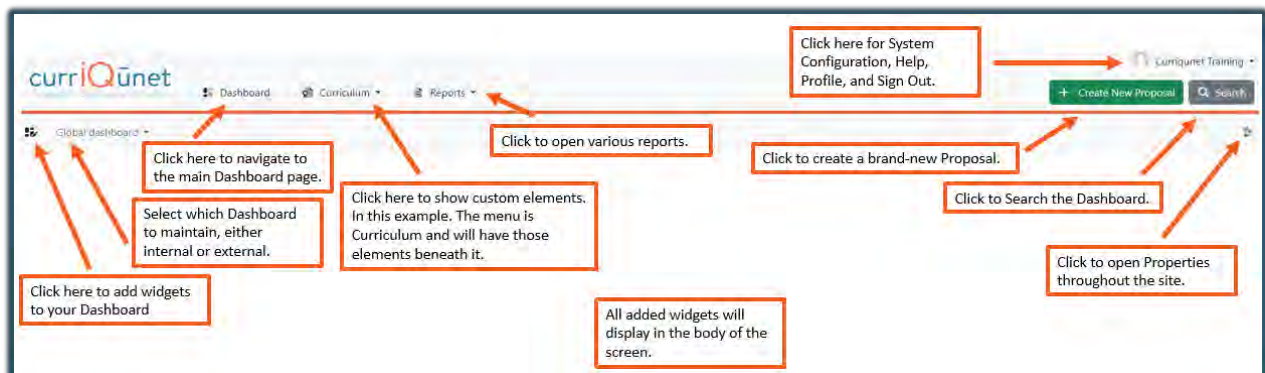 Click here for System
Configuration, Help,
Profile, and Sign Out.
currIQūnet
Curriqunet Training
Dashboard
Curriculum
Reports
+ Create New Proposal
Search
Global dashboard
Click to open various reports.
Click here to navigate to
the main Dashboard page.
Click to create a brand-new Proposal.
Click here to show custom elements.
In this example. The menu is
Curriculum and will have those
elements beneath it.
Click to Search the Dashboard.
Select which Dashboard
to maintain, either
internal or external.
Click to open Properties
throughout the site.
Click here to add widgets
to your Dashboard
All added widgets will
display in the body of the
screen.